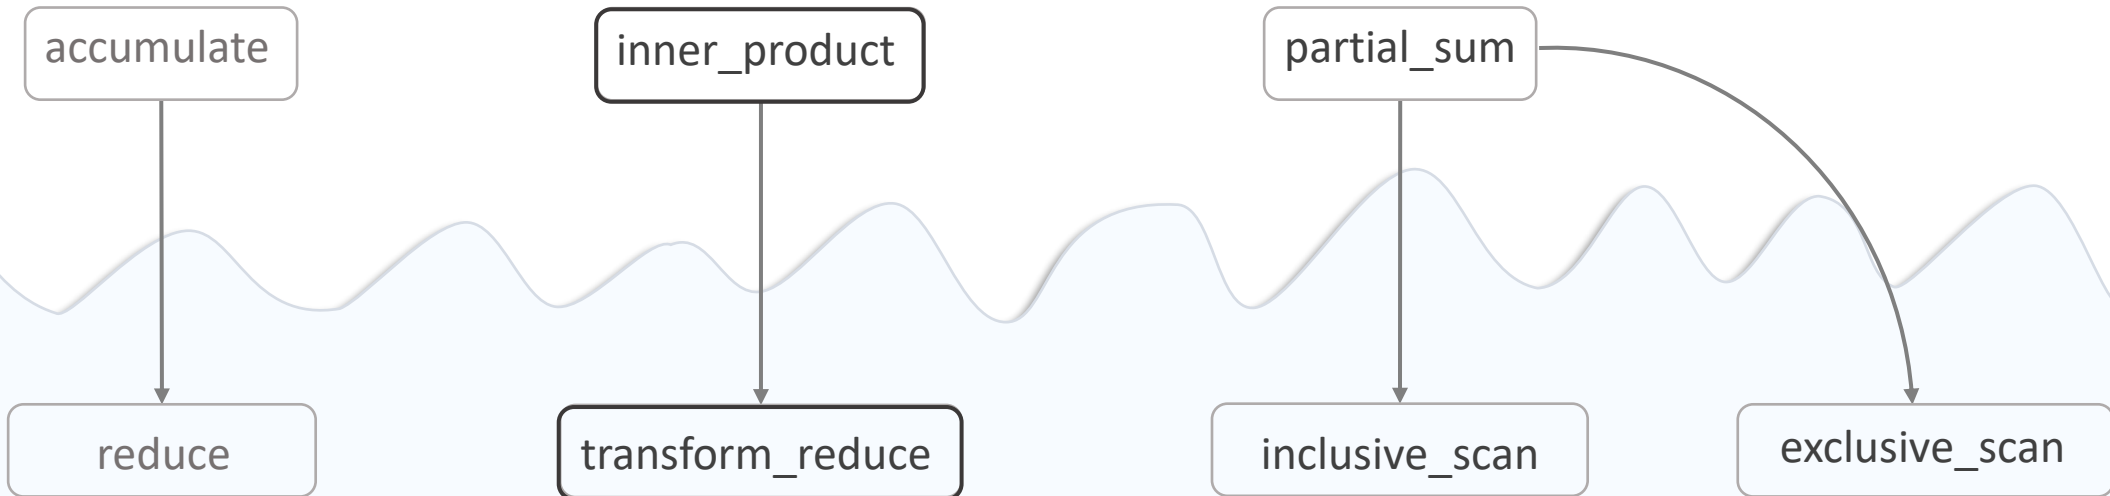 accumulate
inner_product
partial_sum
reduce
transform_reduce
inclusive_scan
exclusive_scan